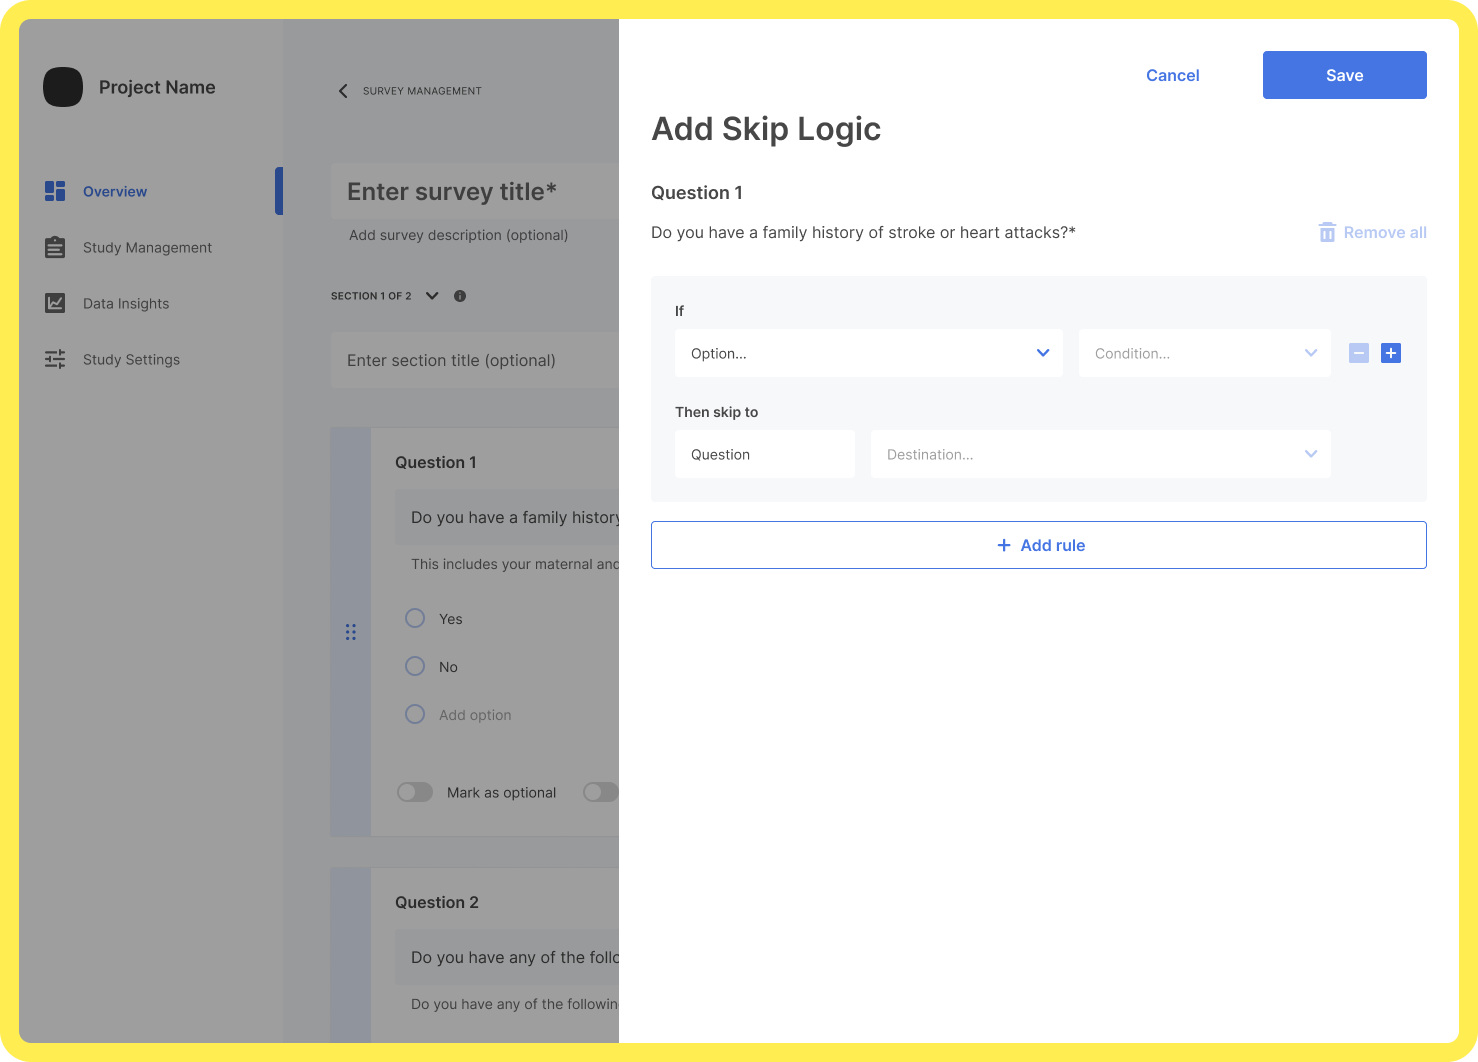 Project Name
Overview
Study Management
Data Insights
Study Settings
SURVEY MANAGEMENT
Enter survey title*
Add survey description (optional)
SECTION 1 OF 2
Enter section title (optional)
Question 1
Do you have a family history
This includes your maternal and
Yes
No
Add option
Mark as optional
Question 2
Do you have any of the
Do you have any of the
Cancel
Save
Add Skip Logic
Question 1
Do you have a family history of stroke or heart attacks?*
Remove all
If
Option...
Condition...
Then skip to
Question
Destination...
Add rule